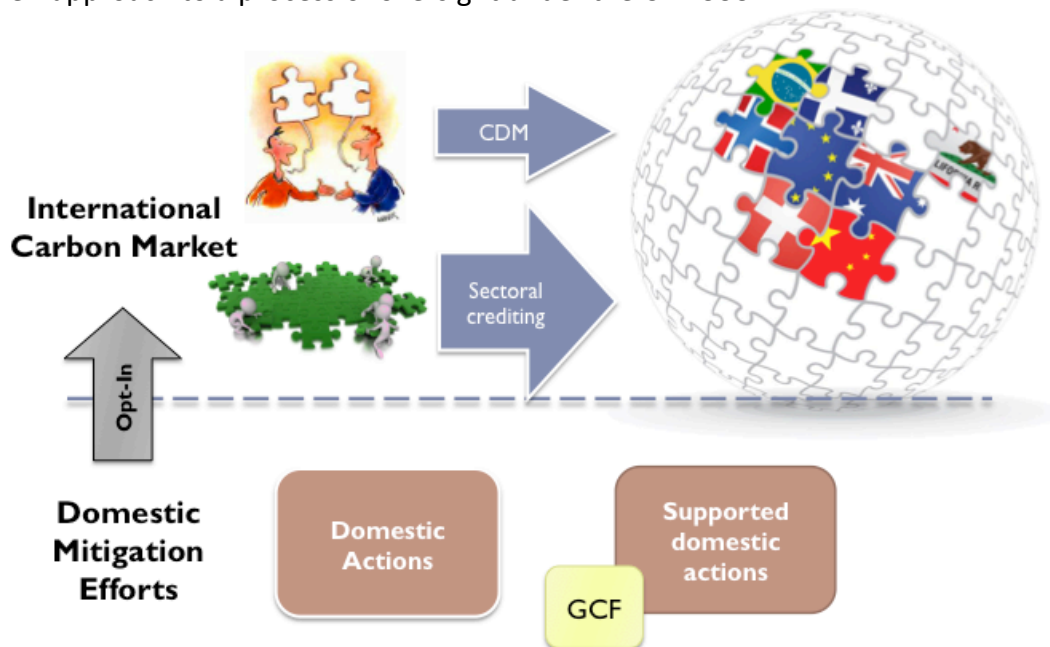 CDM
International
Carbon Market
Sectoral
crediting
Opt-In
Domestic
Mitigation
Efforts
Domestic
Actions
Supported
domestic
actions
GCF